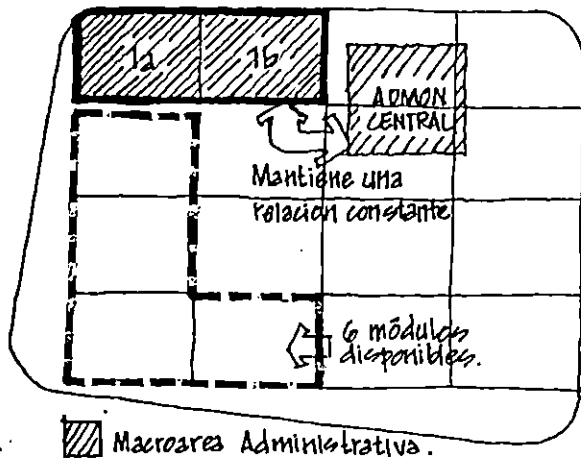 1a
1b
ADMON
CENTRAL
Mantiene una
relación constante
6 módulos
disponibles.
Macroarea Administrativa.